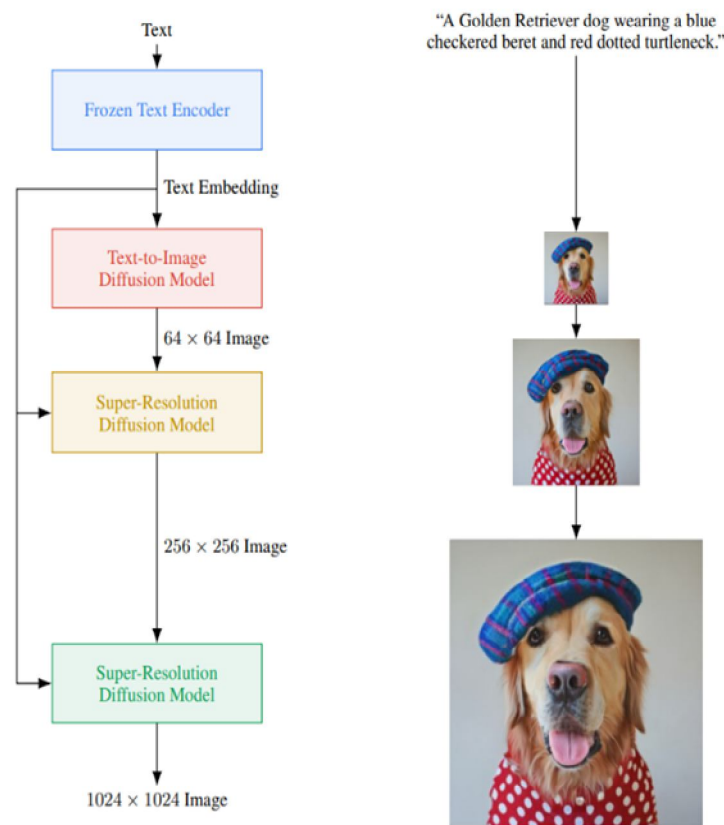 Text
Frozen Text Encoder
Text Embedding
Text-to-Image
Diffusion Model
64 × 64 Image
Super-Resolution
Diffusion Model
256 × 256 Image
Super-Resolution
Diffusion Model
1024 × 1024 Image
“A Golden Retriever dog wearing a blue
checkered beret and red dotted turtleneck.”